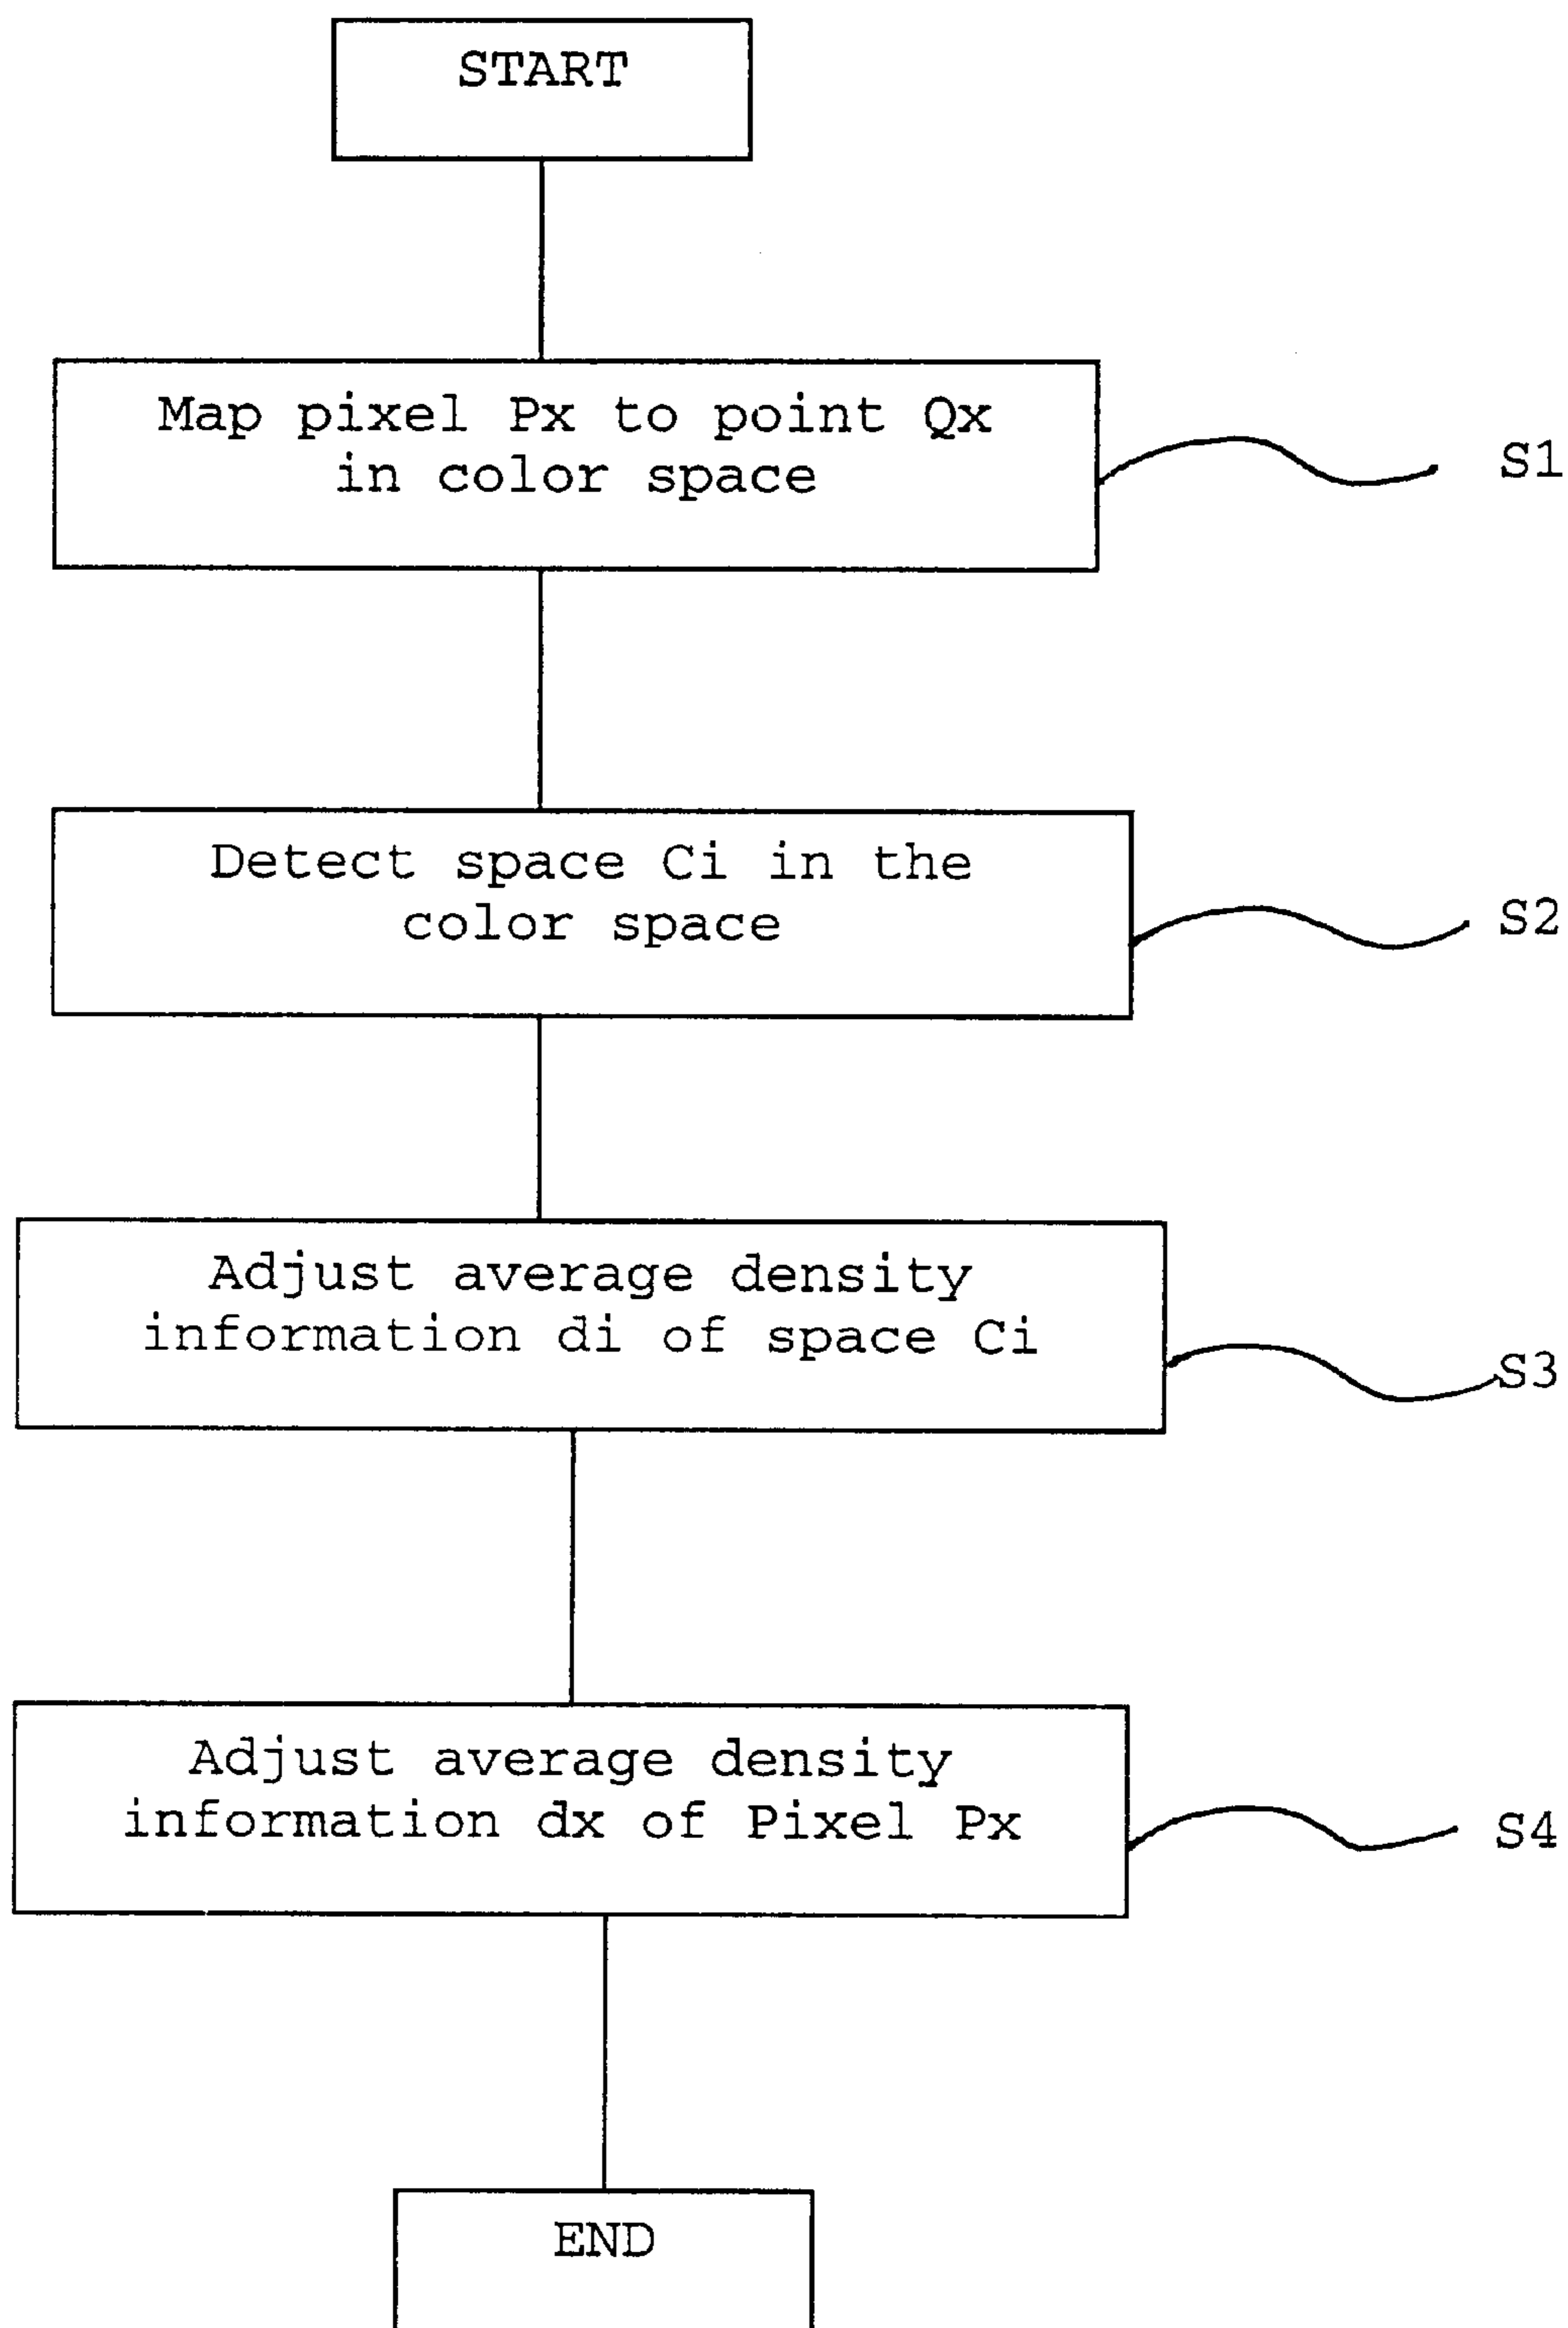 START
Map pixel Px to point Qx
in color space
S1
Detect space Ci in the
color space
S2
Adjust average density
information di of space Ci
S3
Adjust average density
information dx of Pixel Px
S4
END